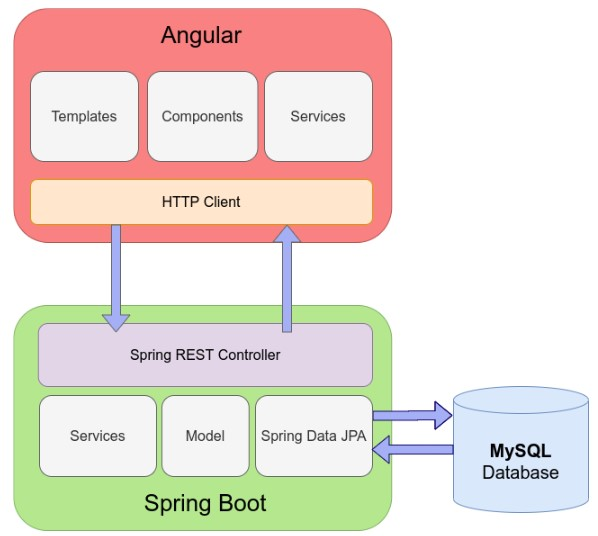 Angular
Templates
Components
Services
HTTP Client
Spring REST Controller
Services
Model
Spring Data JPA
MySQL
Database
Spring Boot